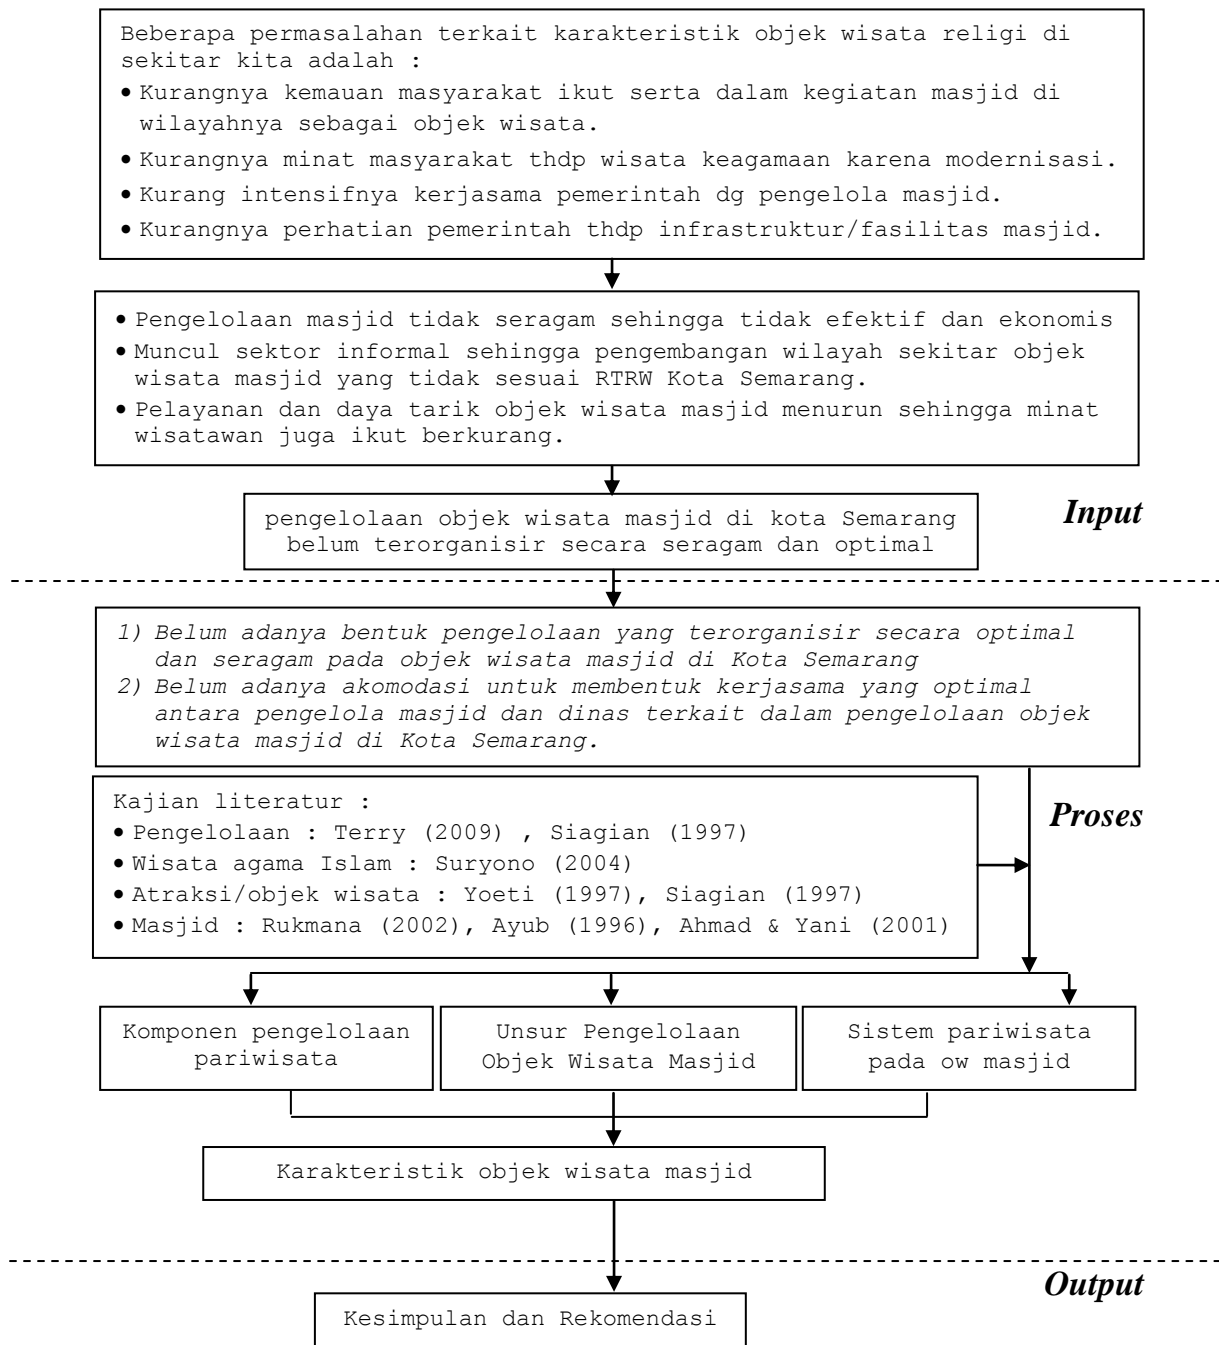 Beberapa permasalahan terkait karakteristik objek wisata religi di
sekitar kita adalah :
• Kurangnya kemauan masyarakat ikut serta dalam kegiatan masjid di
wilayahnya sebagai objek wisata.
• Kurangnya minat masyarakat thdp wisata keagamaan karena modernisasi.
• Kurang intensifnya kerjasama pemerintah dg pengelola masjid.
• Kurangnya perhatian pemerintah thdp infrastruktur/fasilitas masjid.
• Pengelolaan masjid tidak seragam sehingga tidak efektif dan ekonomis
• Muncul sektor informal sehingga pengembangan wilayah sekitar objek
wisata masjid yang tidak sesuai RTRW Kota Semarang.
• Pelayanan dan daya tarik objek wisata masjid menurun sehingga minat
wisatawan juga ikut berkurang.
Input
pengelolaan objek wisata masjid di kota Semarang
belum terorganisir secara seragam dan optimal
1) Belum adanya bentuk pengelolaan yang terorganisir secara optimal
dan seragam pada objek wisata masjid di Kota Semarang
2) Belum adanya akomodasi untuk membentuk kerjasama yang optimal
antara pengelola masjid dan dinas terkait dalam pengelolaan objek
wisata masjid di Kota Semarang.
Kajian literatur :
• Pengelolaan : Terry (2009) , Siagian (1997)
• Wisata agama Islam : Suryono (2004)
• Atraksi/objek wisata : Yoeti (1997), Siagian (1997)
• Masjid : Rukmana (2002), Ayub (1996), Ahmad & Yani (2001)
Proses
Komponen pengelolaan
pariwisata
Unsur Pengelolaan
Objek Wisata Masjid
Sistem pariwisata
pada ow masjid
Karakteristik objek wisata masjid
Output
Kesimpulan dan Rekomendasi